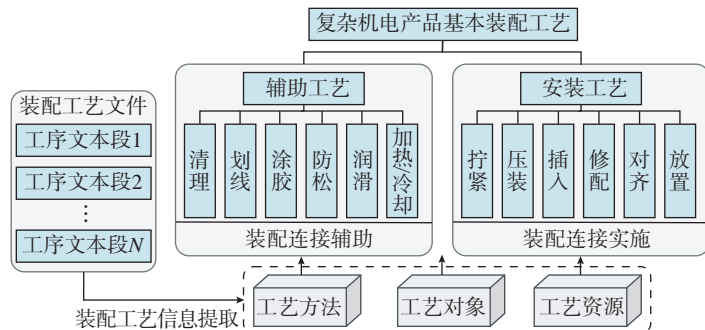 复杂机电产品基本装配工艺
装配工艺文件
工序文本段1
工序文本段2
⋮
工序文本段N
辅助工艺
清理
划线
涂胶
防松
润滑
加热/冷却
装配连接辅助
安装工艺
拧紧
压装
插入
修配
对齐
放置
装配连接实施
装配工艺信息提取
工艺方法
工艺对象
工艺资源